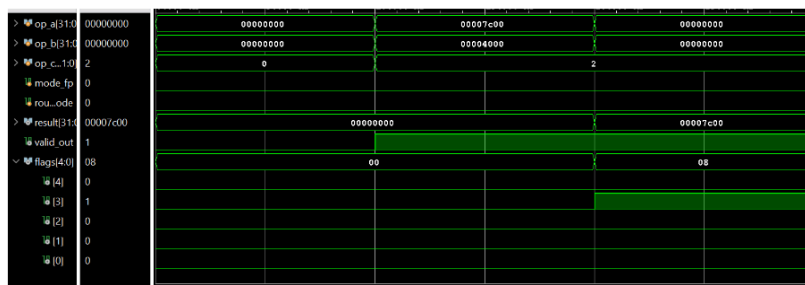 op_a[31:0 00000000 00000000 00007c00 00000000
op_b[31:0 00000000 00000000 00004000 00000000
op_c...1:0] 2 0 2
mode_fp 0
rou...ode 0
result[31:0 00007c00 00000000 00007c00
valid_out 1
flags[4:0] 08 00 08
[4] 0
[3] 1
[2] 0
[1] 0
[0] 0